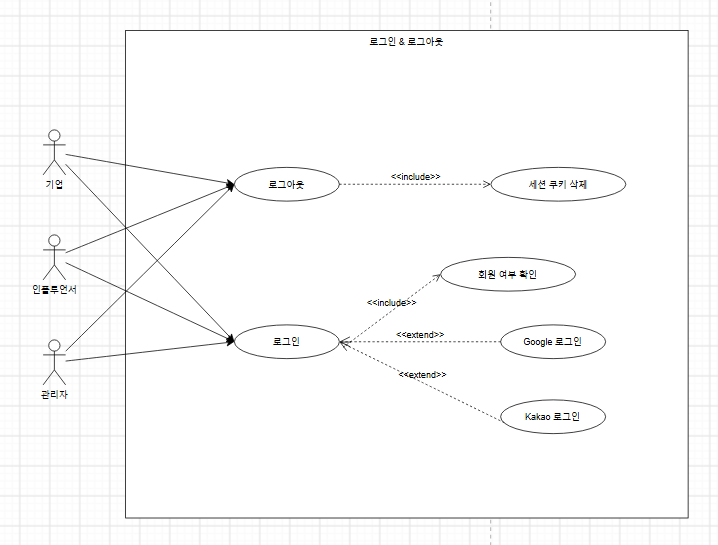 로그인 & 로그아웃
기업
로그아웃
<<include>>
세션 쿠키 삭제
인플루언서
회원 여부 확인
<<include>>
로그인
<<extend>>
Google 로그인
<<extend>>
관리자
Kakao 로그인